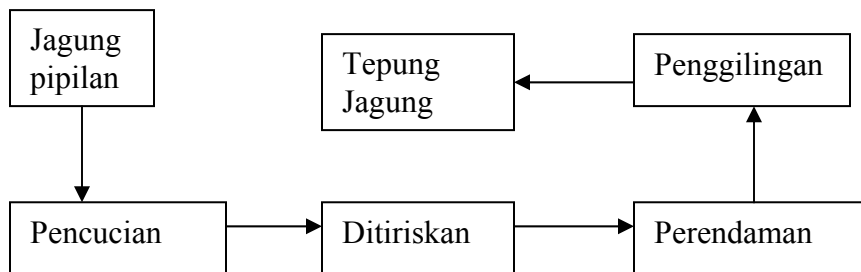 Jagung
pipilan
Tepung
Jagung
Penggilingan
Pencucian
Ditiriskan
Perendaman